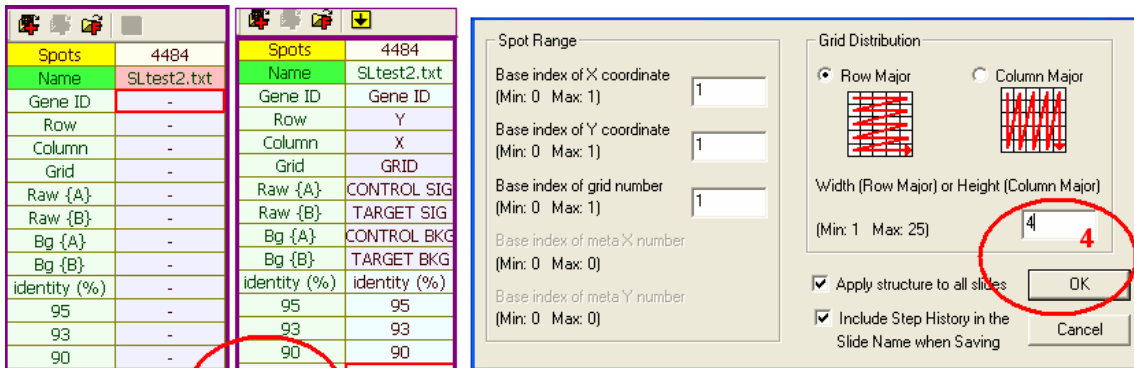 Spots 4484
Name SLtest2.txt
Gene ID -
Row -
Column -
Grid -
Raw {A} -
Raw {B} -
Bg {A} -
Bg {B} -
identity (%) -
95 -
93 -
90 -
Spots 4484
Name SLtest2.txt
Gene ID Gene ID
Row Y
Column X
Grid GRID
Raw {A} CONTROL SIG
Raw {B} TARGET SIG
Bg {A} CONTROL BKG
Bg {B} TARGET BKG
identity (%) identity (%)
95 95
93 93
90 90
Spot Range
Base index of X coordinate
(Min: 0 Max: 1) 1
Base index of Y coordinate
(Min: 0 Max: 1) 1
Base index of grid number
(Min: 0 Max: 1) 1
Base index of meta X number
(Min: 0 Max: 0)
Base index of meta Y number
(Min: 0 Max: 0)
Grid Distribution
Row Major Column Major
Width (Row Major) or Height (Column Major)
(Min: 1 Max: 25) 4
4
Apply structure to all slides OK
Include Step History in the
Slide Name when Saving Cancel